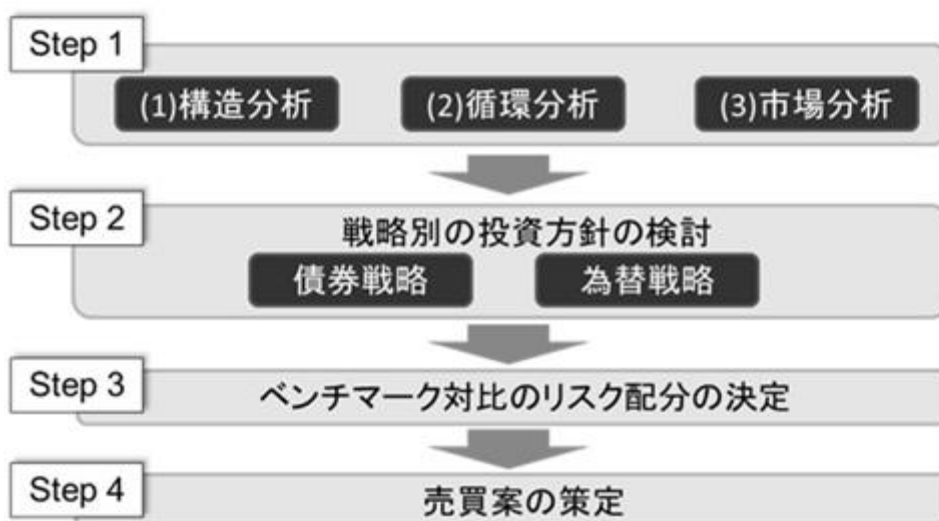 Step 1
(1)構造分析 (2)循環分析 (3)市場分析
Step 2
戦略別の投資方針の検討
債券戦略 為替戦略
Step 3
ベンチマーク対比のリスク配分の決定
Step 4
売買案の策定